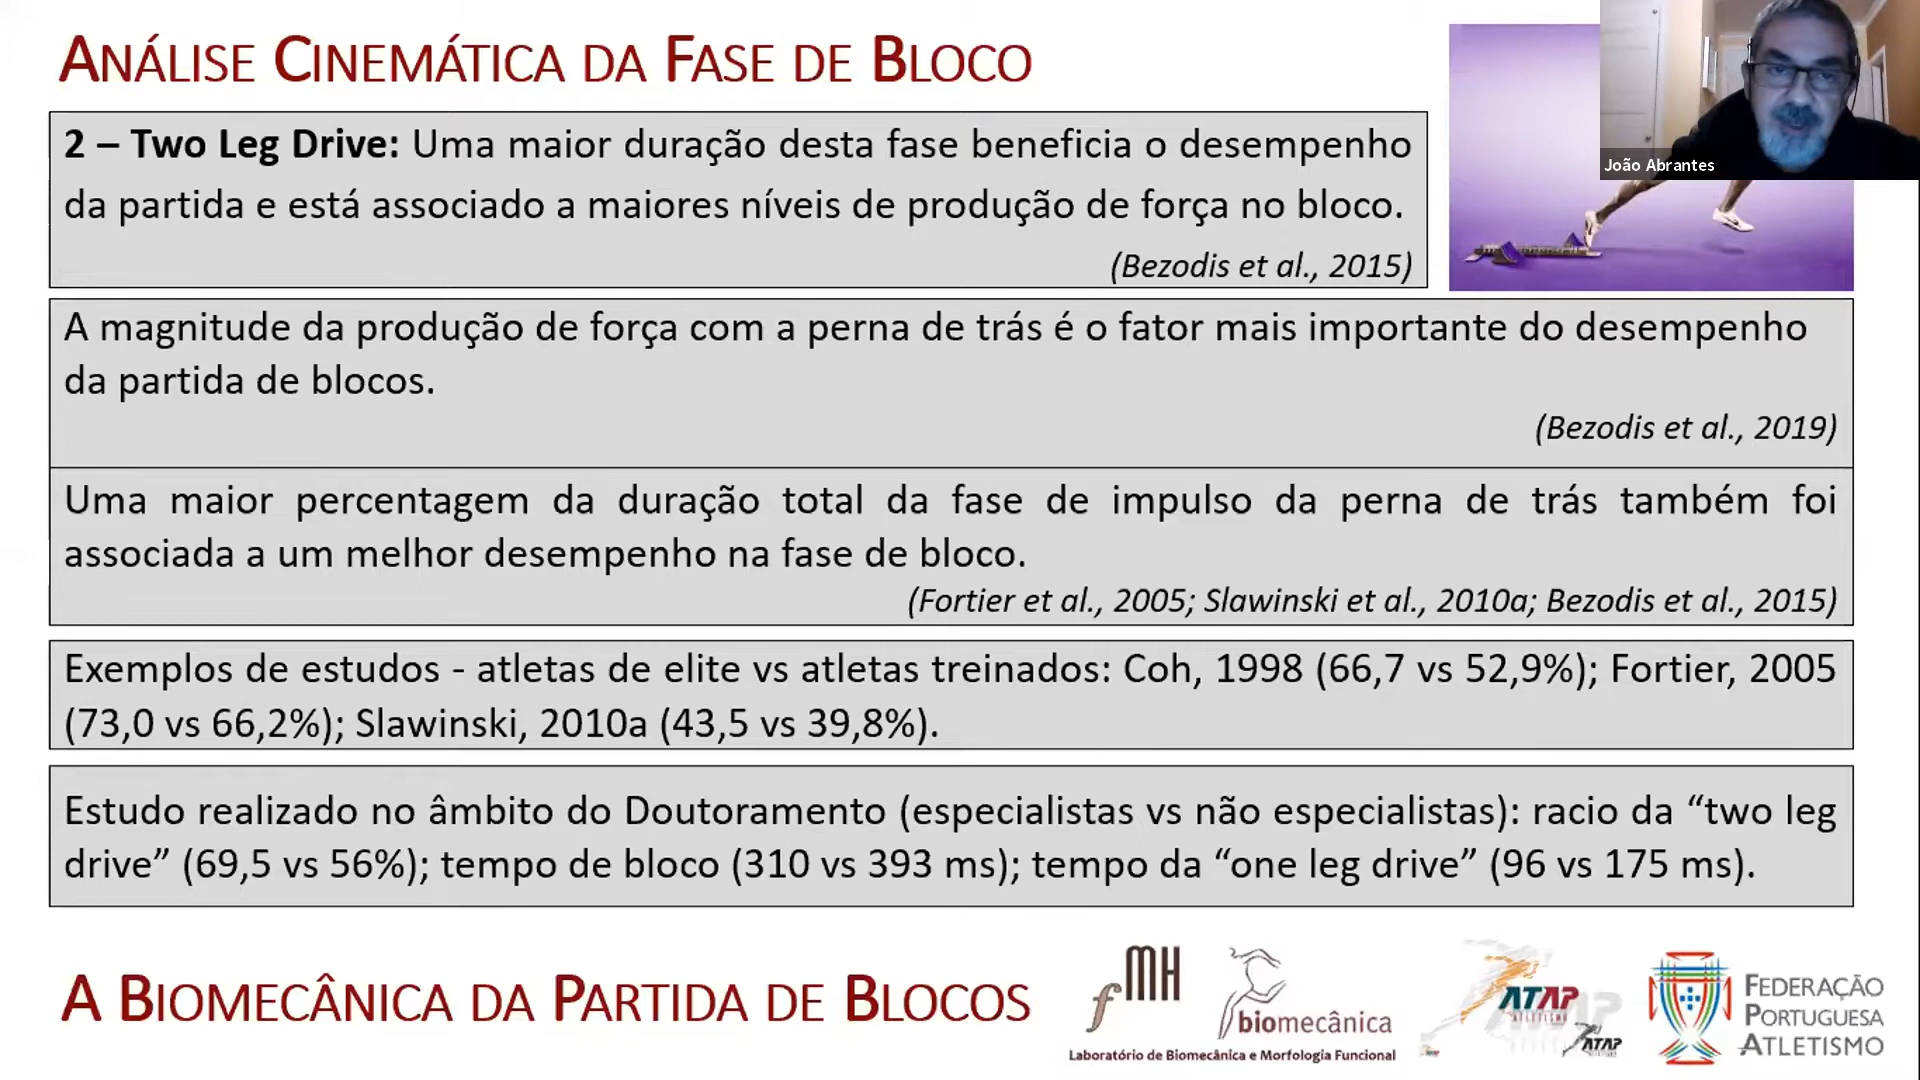 ANÁLISE CINEMÁTICA DA FASE DE BLOCO
João Abrantes
2 – Two Leg Drive: Uma maior duração desta fase beneficia o desempenho
da partida e está associado a maiores níveis de produção de força no bloco.
(Bezodis et al., 2015)
A magnitude da produção de força com a perna de trás é o fator mais importante do desempenho
da partida de blocos.
(Bezodis et al., 2019)
Uma maior percentagem da duração total da fase de impulso da perna de trás também foi
associada a um melhor desempenho na fase de bloco.
(Fortier et al., 2005; Slawinski et al., 2010a; Bezodis et al., 2015)
Exemplos de estudos - atletas de elite vs atletas treinados: Coh, 1998 (66,7 vs 52,9%); Fortier, 2005
(73,0 vs 66,2%); Slawinski, 2010a (43,5 vs 39,8%).
Estudo realizado no âmbito do Doutoramento (especialistas vs não especialistas): racio da “two leg
drive” (69,5 vs 56%); tempo de bloco (310 vs 393 ms); tempo da “one leg drive” (96 vs 175 ms).
A BIOMECÂNICA DA PARTIDA DE BLOCOS
fMH
biomecânica
Laboratório de Biomecânica e Morfologia Funcional
ATAP
ATAP
FEDERAÇÃO
PORTUGUESA
ATLETISMO